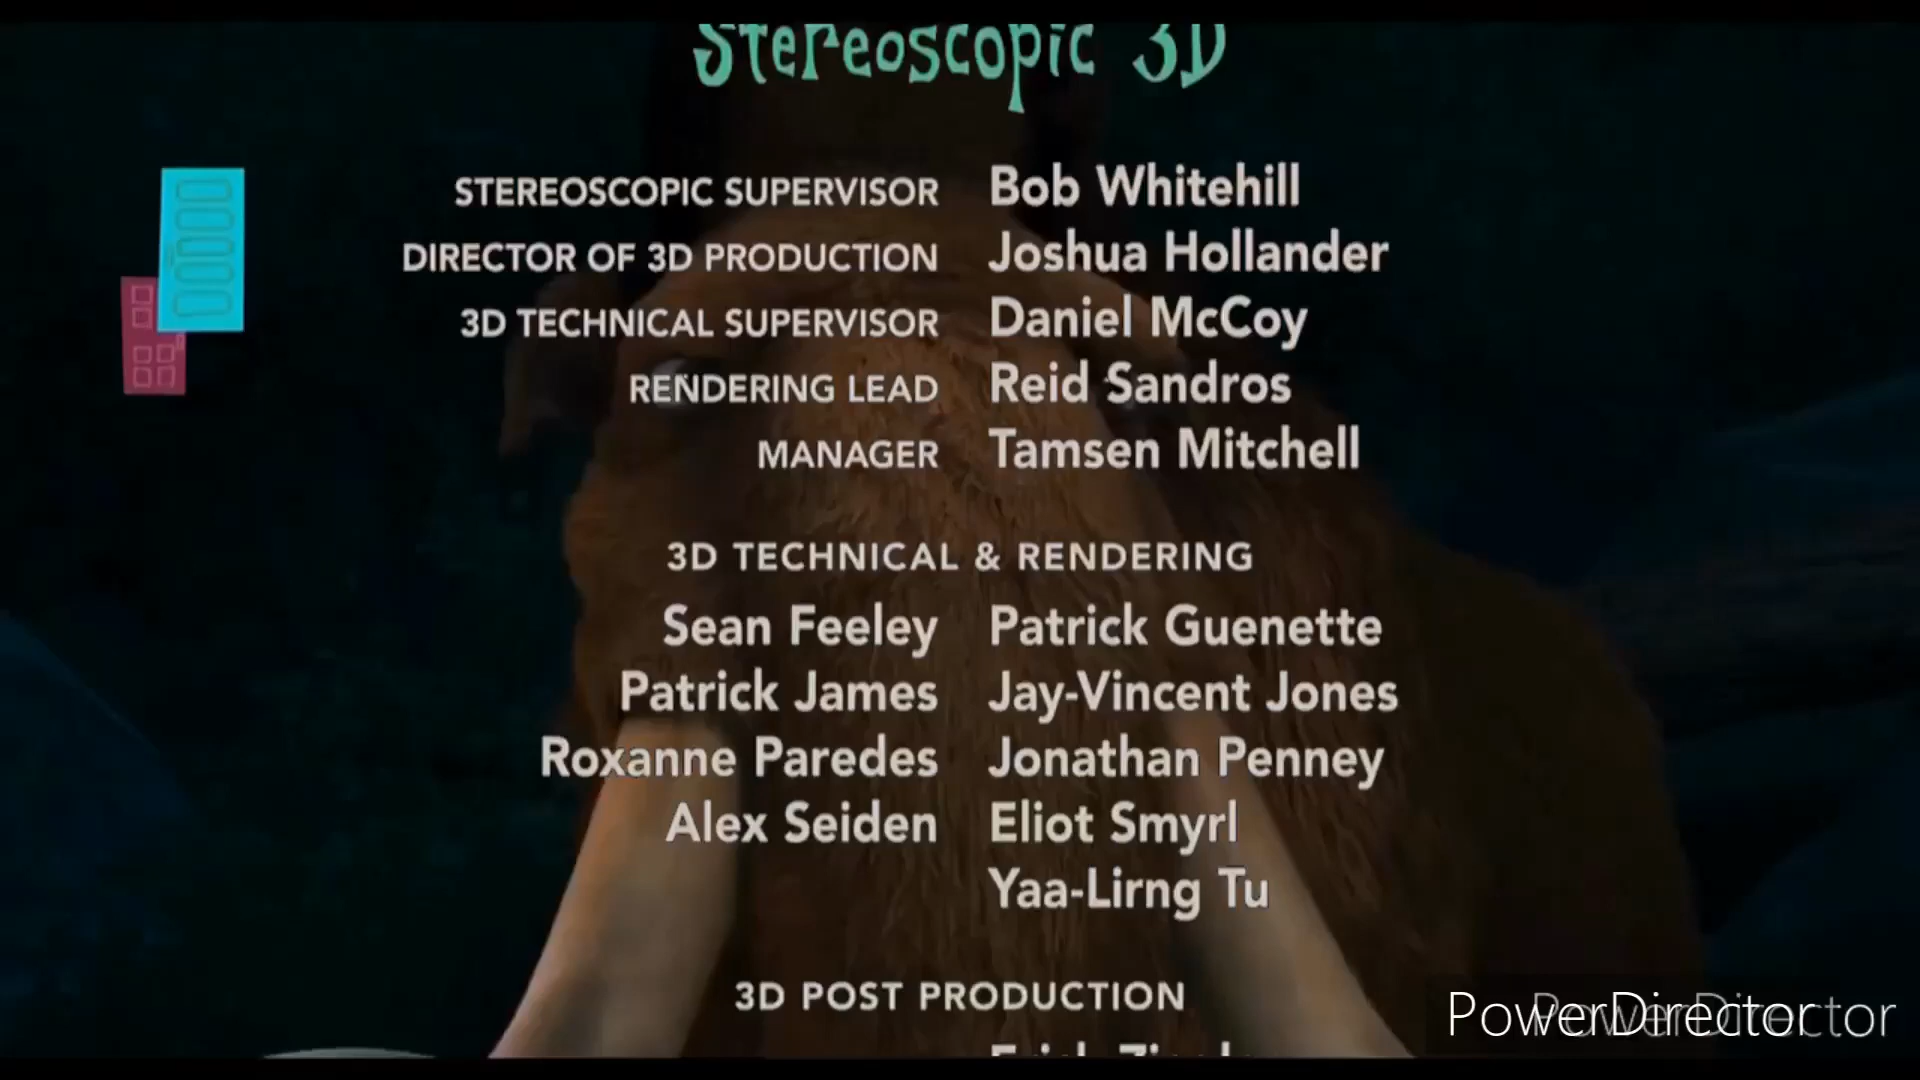 Stereoscopic 3D
STEREOSCOPIC SUPERVISOR Bob Whitehill
DIRECTOR OF 3D PRODUCTION Joshua Hollander
3D TECHNICAL SUPERVISOR Daniel McCoy
RENDERING LEAD Reid Sandros
MANAGER Tamsen Mitchell
3D TECHNICAL & RENDERING
Sean Feeley Patrick Guenette
Patrick James Jay-Vincent Jones
Roxanne Paredes Jonathan Penney
Alex Seiden Eliot Smyrl
Yaa-Lirng Tu
3D POST PRODUCTION
PowerDirector
PowerDirector